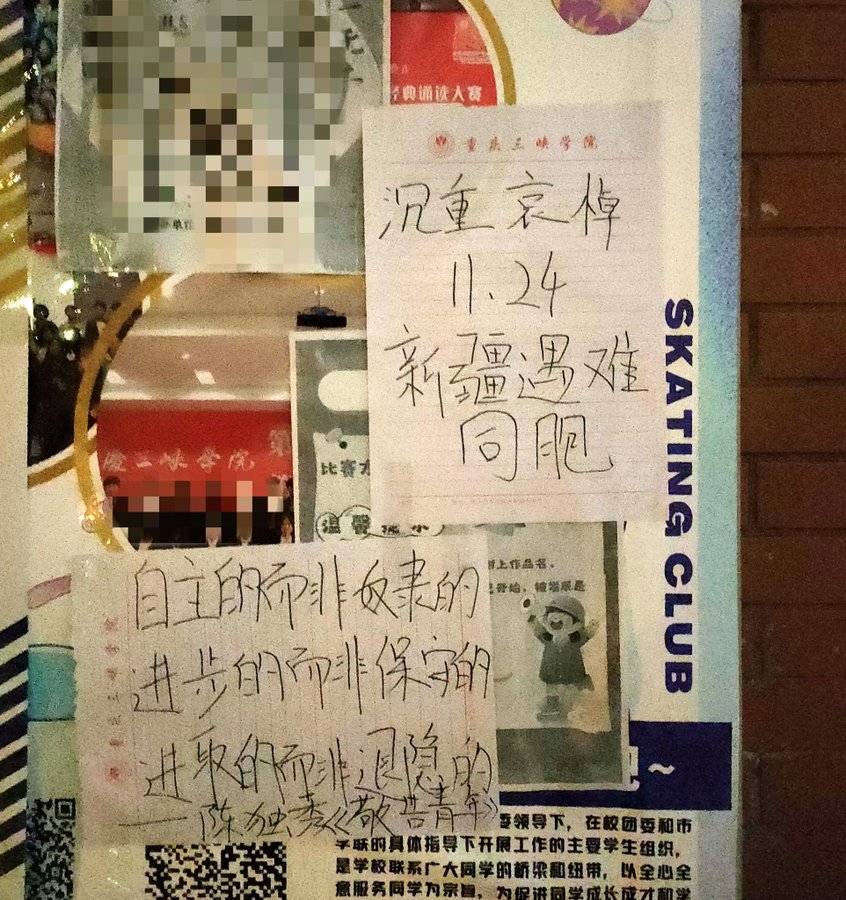 经典诵读大赛
重庆三峡学院
沉重哀悼
11.24
新疆遇难
同胞
SKATING CLUB
三峡学院 第
比赛
温馨提示
上作品名。
开始,
自主的而非奴隶的
进步的而非保守的
进取的而非退隐的
——陈独秀《敬告青年》
重庆三峡学院
~
委领导下,在校团委和市
学联的具体指导下开展工作的主要学生组织,
是学校联系广大同学的桥梁和纽带,以全心全
意服务同学为宗旨,为促进同学成长成才和学